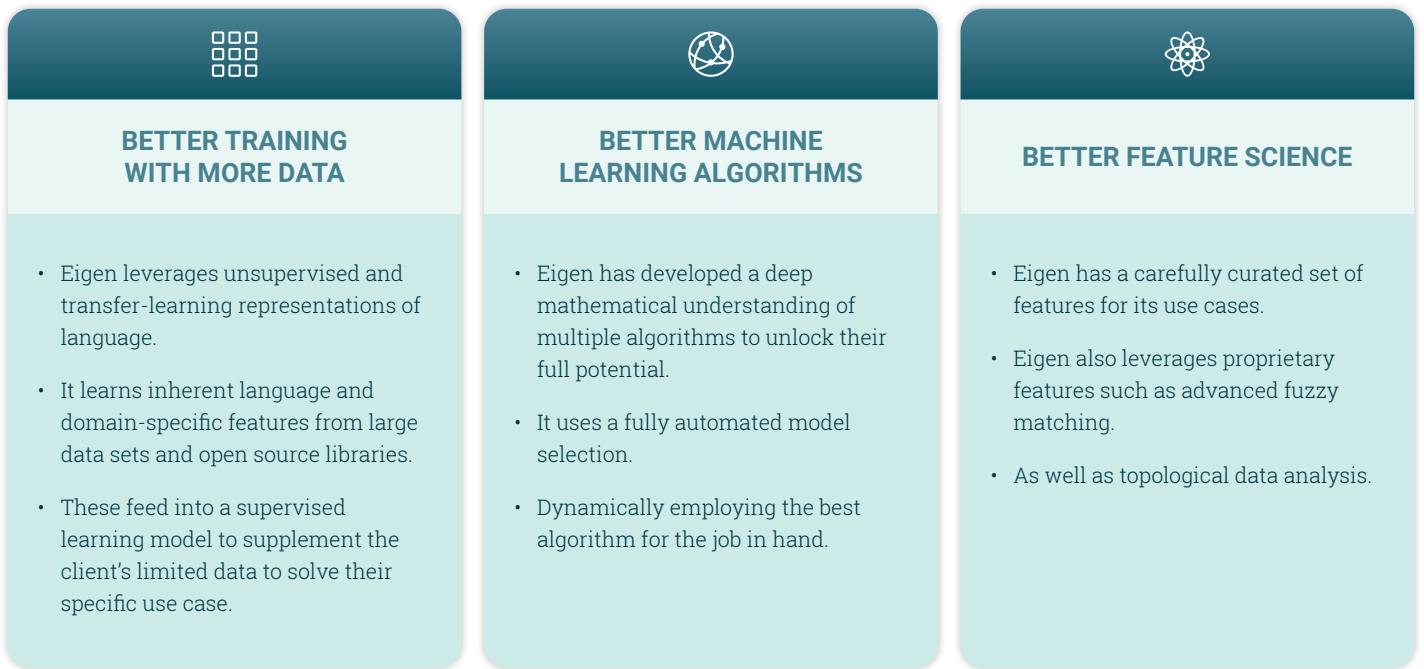 BETTER TRAINING
WITH MORE DATA
• Eigen leverages unsupervised and
transfer-learning representations of
language.
• It learns inherent language and
domain-specific features from large
data sets and open source libraries.
• These feed into a supervised
learning model to supplement the
client’s limited data to solve their
specific use case.
BETTER MACHINE
LEARNING ALGORITHMS
• Eigen has developed a deep
mathematical understanding of
multiple algorithms to unlock their
full potential.
• It uses a fully automated model
selection.
• Dynamically employing the best
algorithm for the job in hand.
BETTER FEATURE SCIENCE
• Eigen has a carefully curated set of
features for its use cases.
• Eigen also leverages proprietary
features such as advanced fuzzy
matching.
• As well as topological data analysis.